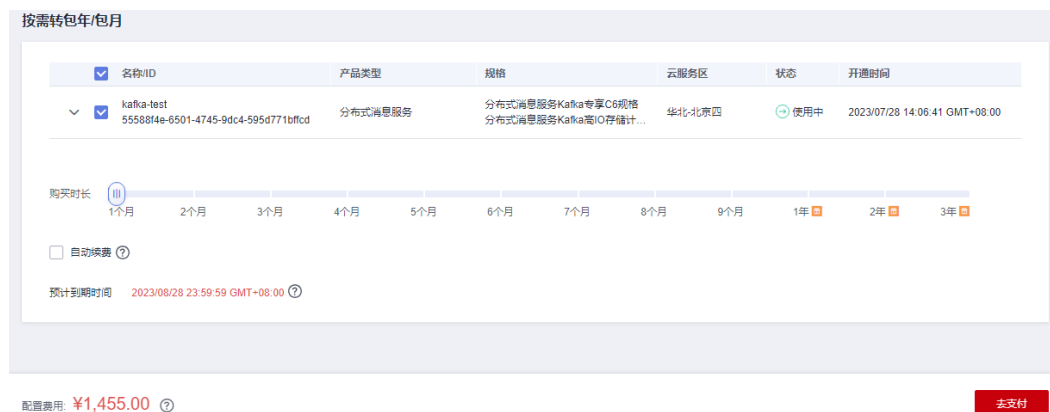 按需转包年/包月
名称/ID 产品类型 规格 云服务区 状态 开通时间
kafka-test
55588f4e-6501-4745-9dc4-595d771bffcd
分布式消息服务
分布式消息服务Kafka专享C6规格
分布式消息服务Kafka高IO存储计...
华北-北京四
使用中
2023/07/28 14:06:41 GMT+08:00
购买时长
1个月 2个月 3个月 4个月 5个月 6个月 7个月 8个月 9个月 1年 2年 3年
自动续费 ?
预计到期时间 2023/08/28 23:59:59 GMT+08:00 ?
配置费用: ¥1,455.00 ?
去支付